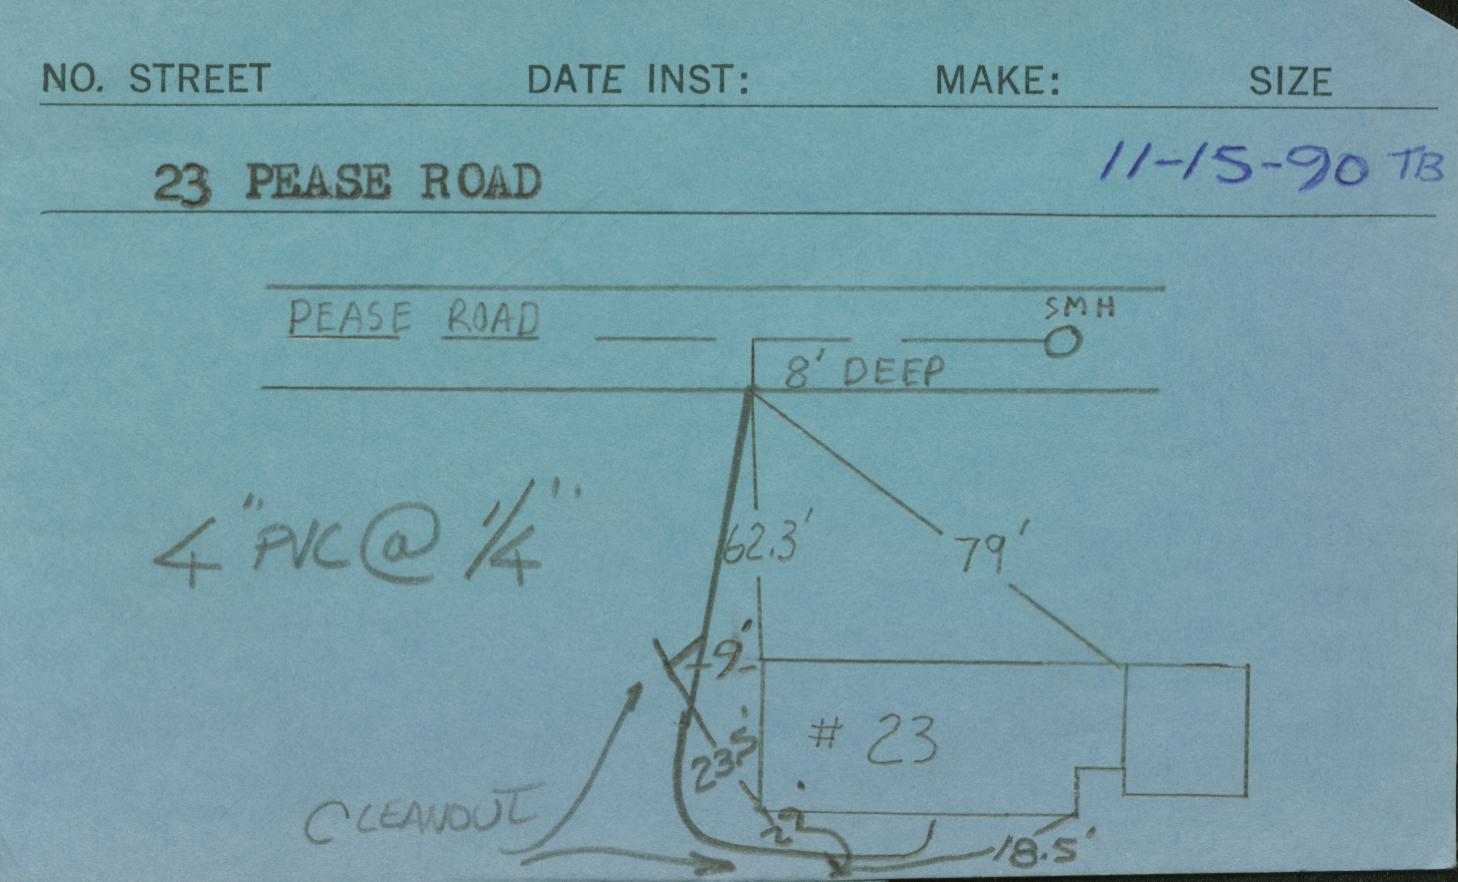 NO. STREET DATE INST: MAKE: SIZE
23 PEASE ROAD 11-15-90 TB
SMH
PEASE ROAD
8' DEEP
4" PVC @ 1/4"
62.3'
79'
9'
# 23
23.5'
CLEANOUT
18.5'